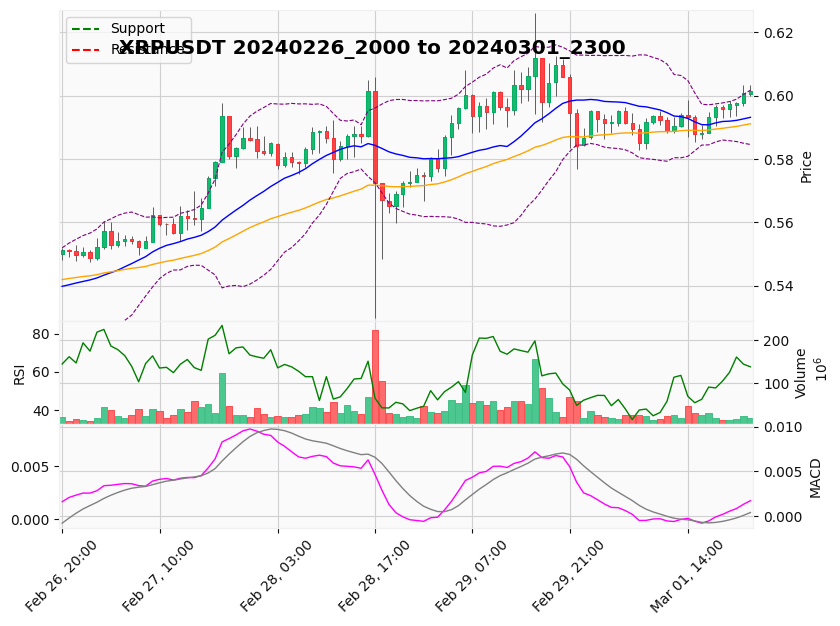 XRPUSDT 20240226_2000 to 20240301_2300
Support
Resistance
0.62
0.60
0.58
0.56
0.54
Price
80
60
40
RSI
200
100
Volume
10^6
0.005
0.000
0.010
0.005
0.000
MACD
Feb 26, 20:00
Feb 27, 10:00
Feb 28, 03:00
Feb 28, 17:00
Feb 29, 07:00
Feb 29, 21:00
Mar 01, 14:00